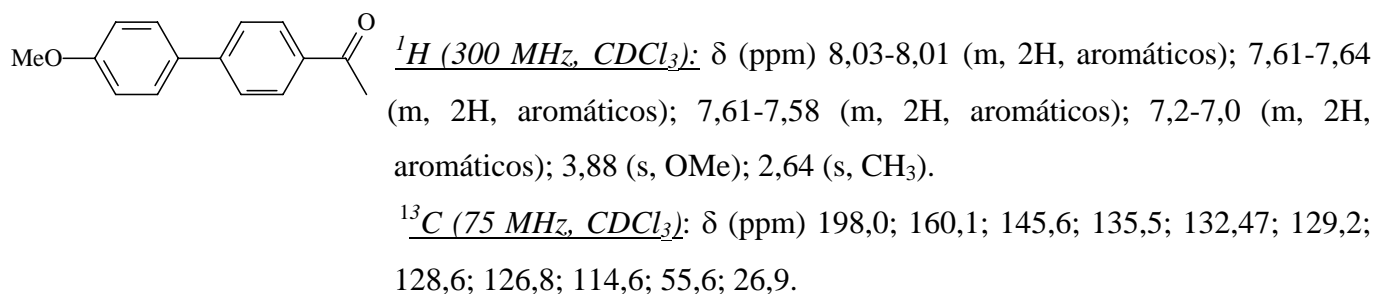 MeO
O
¹H (300 MHz, CDCl₃): δ (ppm) 8,03-8,01 (m, 2H, aromáticos); 7,61-7,64
(m, 2H, aromáticos); 7,61-7,58 (m, 2H, aromáticos); 7,2-7,0 (m, 2H,
aromáticos); 3,88 (s, OMe); 2,64 (s, CH₃).
¹³C (75 MHz, CDCl₃): δ (ppm) 198,0; 160,1; 145,6; 135,5; 132,47; 129,2;
128,6; 126,8; 114,6; 55,6; 26,9.